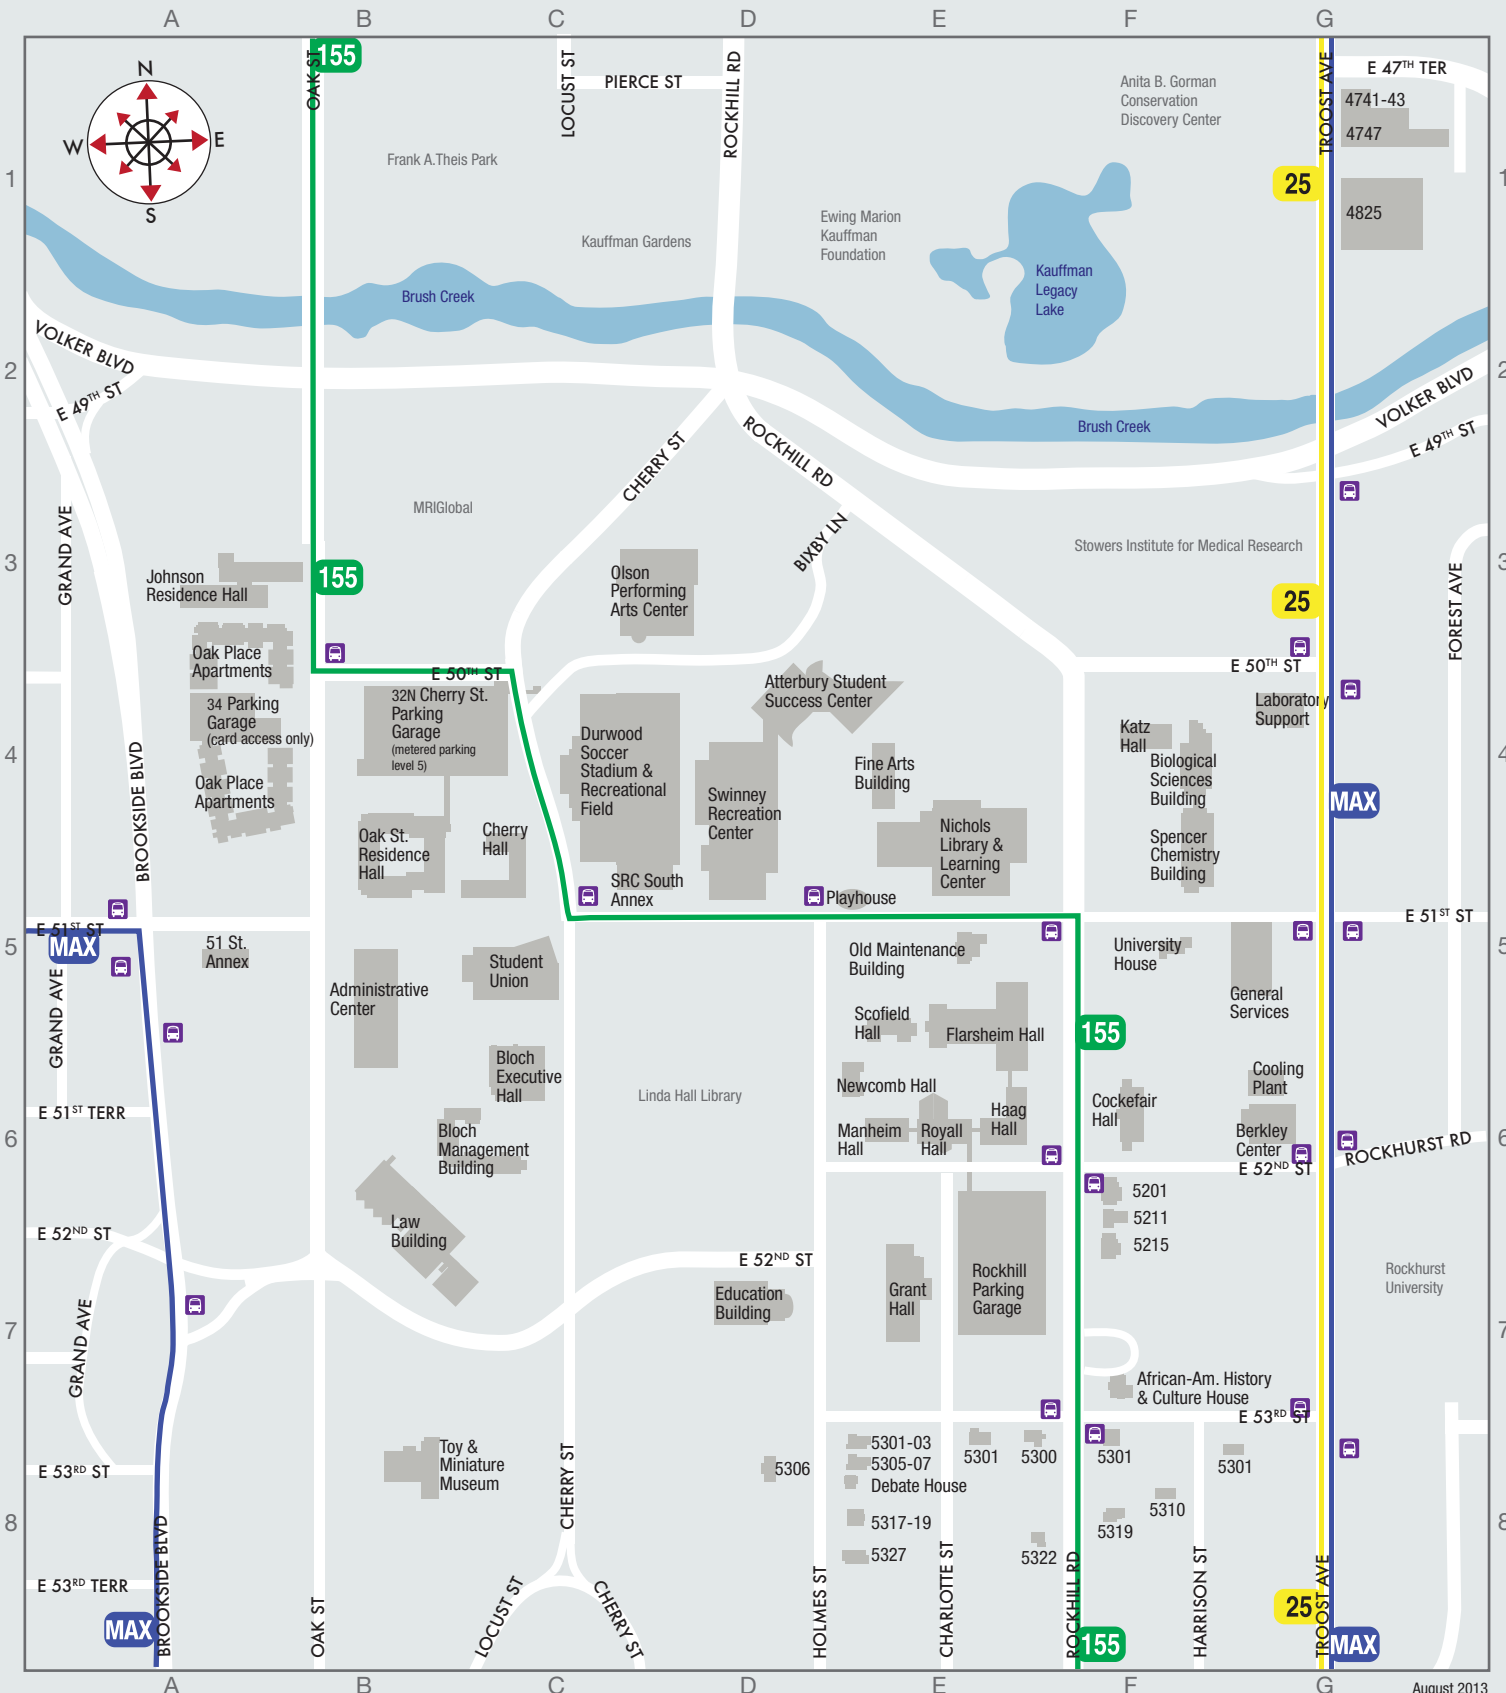 A B C D E F G
N
W E
S
155
OAK ST
LOCUST ST
PIERCE ST
ROCKHILL RD
Anita B. Gorman
Conservation
Discovery Center
TROOST AVE
E 47TH TER
4741-43
4747
Frank A.Theis Park
1
1
25
4825
Ewing Marion
Kauffman
Foundation
Kauffman Gardens
Kauffman
Legacy
Lake
Brush Creek
VOLKER BLVD
2
2
E 49TH ST
VOLKER BLVD
Brush Creek
E 49TH ST
CHERRY ST
ROCKHILL RD
MRIGlobal
GRAND AVE
BIXBY LN
Stowers Institute for Medical Research
3
3
155
Johnson
Residence Hall
Olson
Performing
Arts Center
25
FOREST AVE
Oak Place
Apartments
E 50TH ST
E 50TH ST
32N Cherry St.
Parking
Garage
(metered parking
level 5)
34 Parking
Garage
(card access only)
Atterbury Student
Success Center
Laboratory
Support
Katz
Hall
Durwood
Soccer
Stadium &
Recreational
Field
4
4
BROOKSIDE BLVD
Oak Place
Apartments
Fine Arts
Building
Biological
Sciences
Building
MAX
Swinney
Recreation
Center
Oak St.
Residence
Hall
Cherry
Hall
Nichols
Library &
Learning
Center
Spencer
Chemistry
Building
SRC South
Annex
Playhouse
E 51ST ST
E 51ST ST
MAX
5
5
51 St.
Annex
Student
Union
Old Maintenance
Building
University
House
Administrative
Center
General
Services
GRAND AVE
Scofield
Hall
Flarsheim Hall
155
Bloch
Executive
Hall
Newcomb Hall
Cooling
Plant
Linda Hall Library
Cockefair
Hall
E 51ST TERR
Haag
Hall
Manheim
Hall
Royall
Hall
Bloch
Management
Building
Berkley
Center
6
6
ROCKHURST RD
E 52ND ST
5201
5211
5215
Law
Building
E 52ND ST
E 52ND ST
Education
Building
Grant
Hall
Rockhill
Parking
Garage
Rockhurst
University
7
7
GRAND AVE
African-Am. History
& Culture House
E 53RD ST
Toy &
Miniature
Museum
CHERRY ST
5306
5301-03
5305-07
Debate House
5301
5300
5301
5301
E 53RD ST
5310
5317-19
5319
8
8
5327
5322
E 53RD TERR
BROOKSIDE BLVD
MAX
OAK ST
LOCUST ST
CHERRY ST
HOLMES ST
CHARLOTTE ST
ROCKHILL RD
155
HARRISON ST
25
TROOST AVE
MAX
A B C D E F G
August 2013